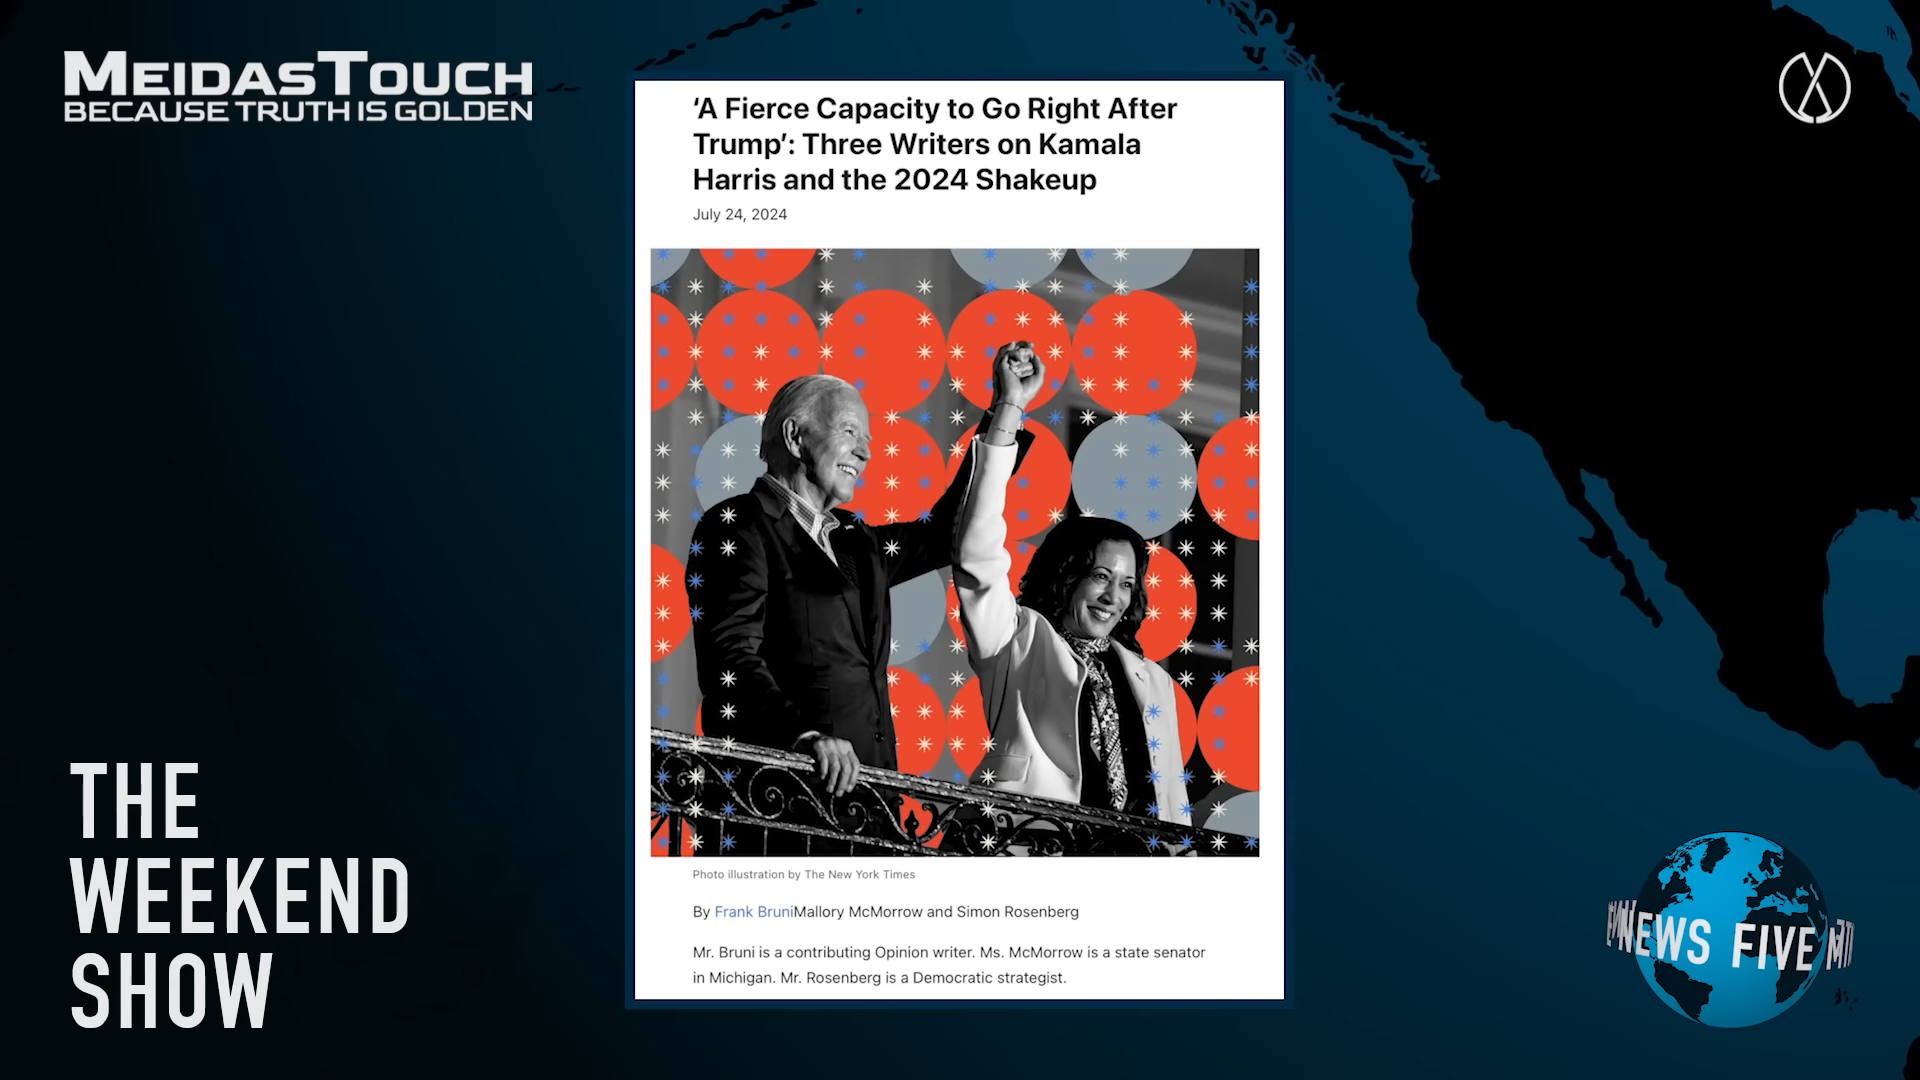 MEIDASTOUCH
BECAUSE TRUTH IS GOLDEN
‘A Fierce Capacity to Go Right After
Trump’: Three Writers on Kamala
Harris and the 2024 Shakeup
July 24, 2024
Photo illustration by The New York Times
By Frank BruniMallory McMorrow and Simon Rosenberg
Mr. Bruni is a contributing Opinion writer. Ms. McMorrow is a state senator
in Michigan. Mr. Rosenberg is a Democratic strategist.
THE
WEEKEND
SHOW
NEWS FIVE